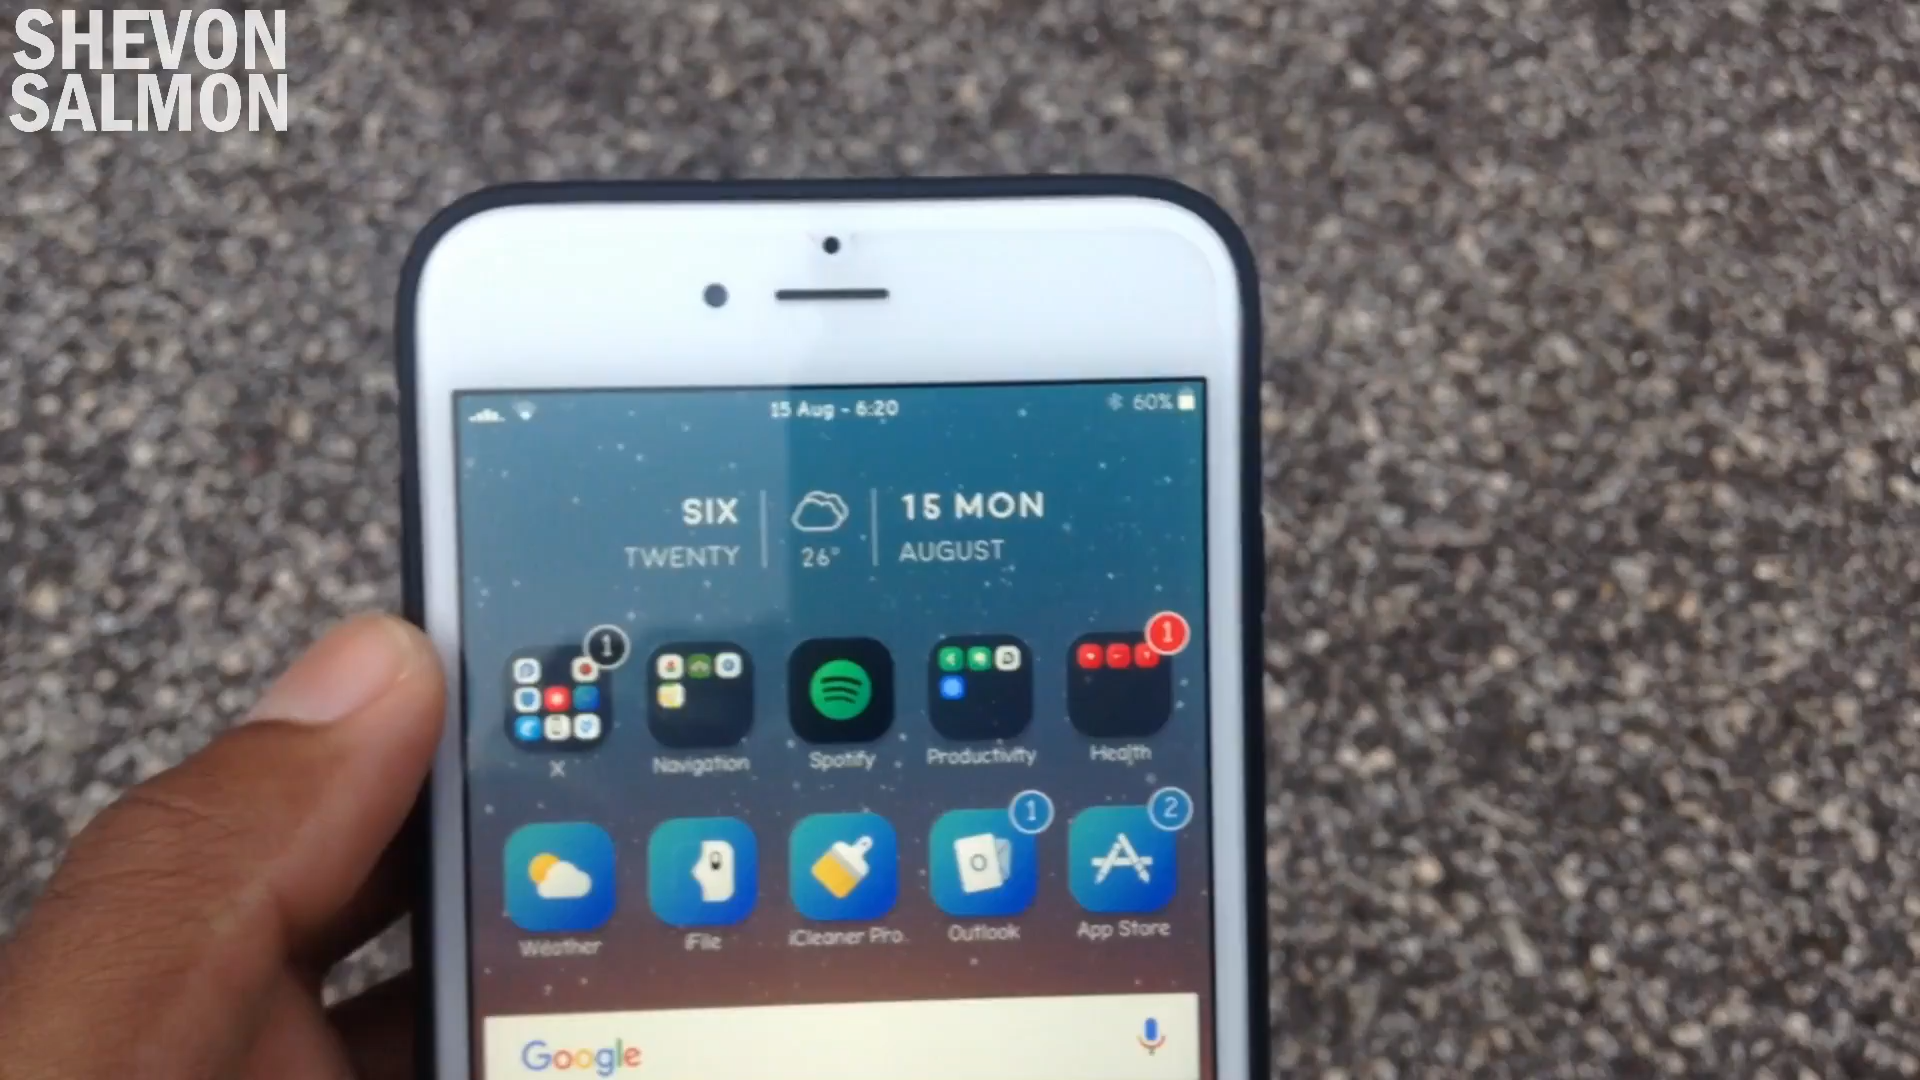 SHEVON
SALMON
15 Aug - 6:20
60%
SIX
TWENTY
26°
15 MON
AUGUST
1
1
X
Navigation
Spotify
Productivity
Health
1
2
Weather
iFile
iCleaner Pro
Outlook
App Store
Google